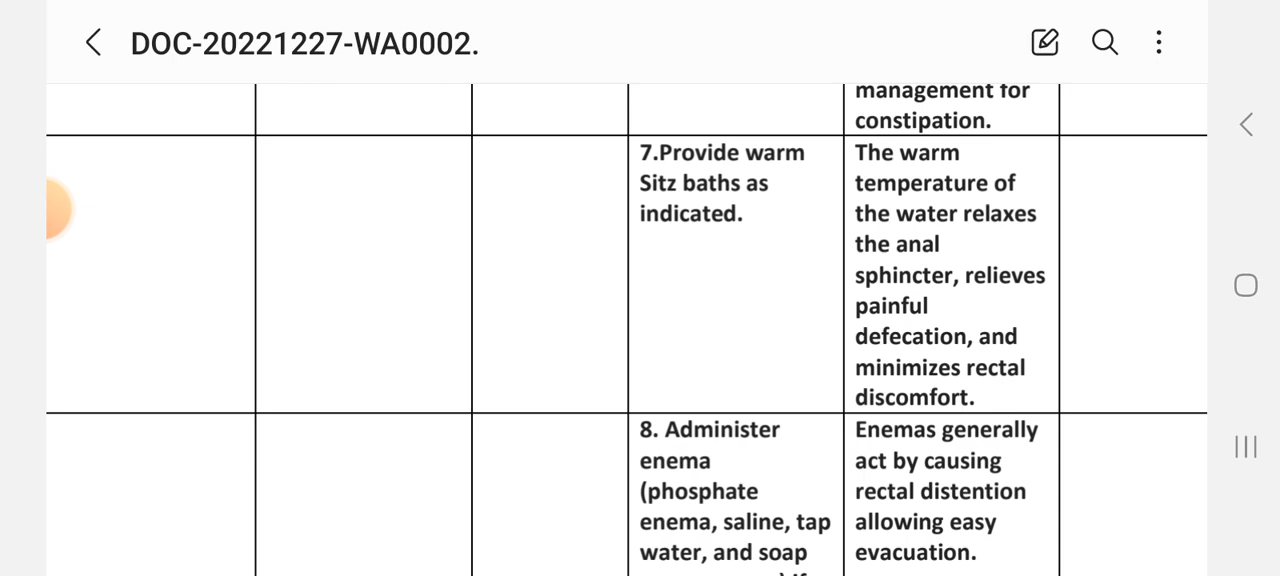 DOC-20221227-WA0002.
management for
constipation.
7.Provide warm
Sitz baths as
indicated.
The warm
temperature of
the water relaxes
the anal
sphincter, relieves
painful
defecation, and
minimizes rectal
discomfort.
8. Administer
enema
(phosphate
enema, saline, tap
water, and soap
Enemas generally
act by causing
rectal distention
allowing easy
evacuation.